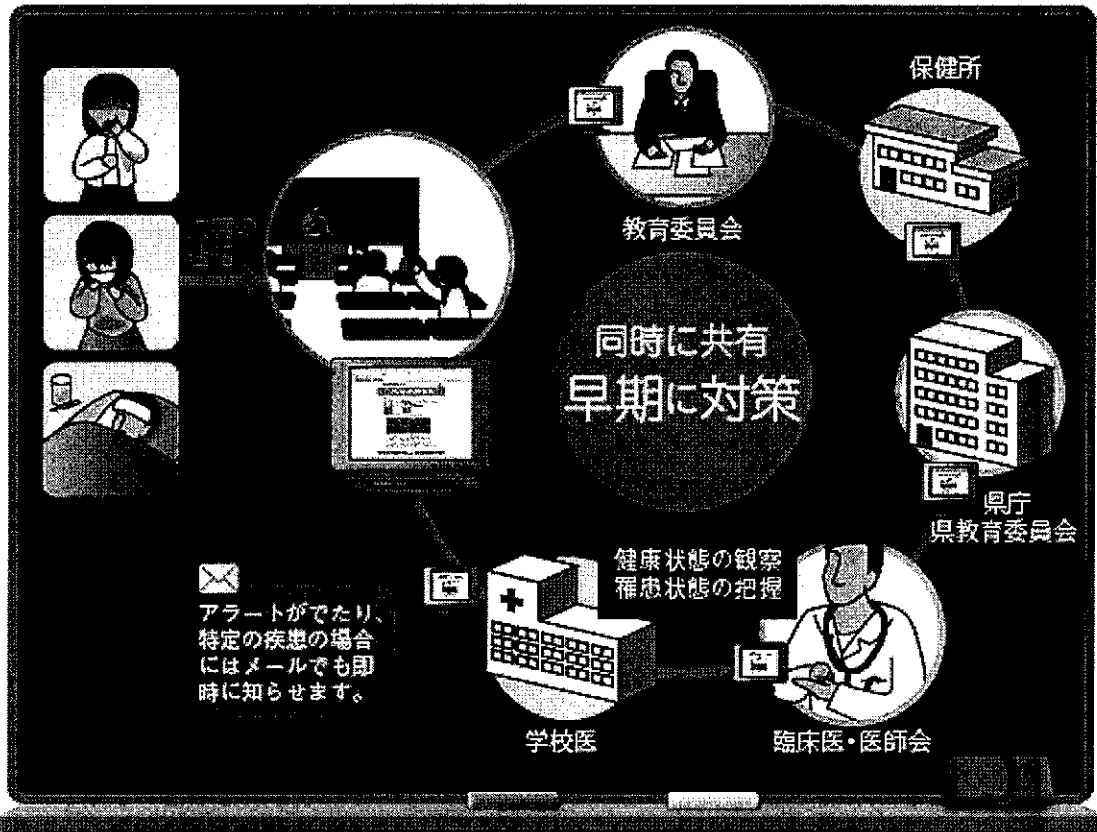 教育委員会
保健所
同時に共有
早期に対策
県庁
県教育委員会
健康状態の観察
罹患状態の把握
アラートがでたり、
特定の疾患の場合
にはメールでも即
時に知らせます。
学校医
臨床医・医師会